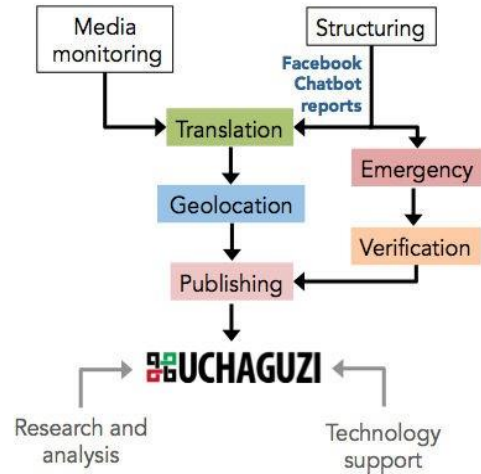 Media
monitoring
Structuring
Facebook
Chatbot
reports
Translation
Emergency
Geolocation
Verification
Publishing
UCHAGUZI
Research and
analysis
Technology
support